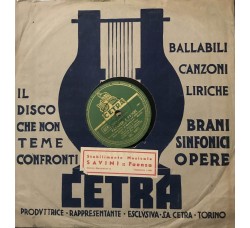 BALLABILI
CANZONI
LIRICHE
IL
DISCO
CHE NON
TEME
CONFRONTI
BRANI
SINFONICI
OPERE
CETRA
Stabilimento Musicale
SAVINI - Faenza
CETRA
PRODUTTRICE - RAPPRESENTANTE - ESCLUSIVA - S.A. CETRA - TORINO